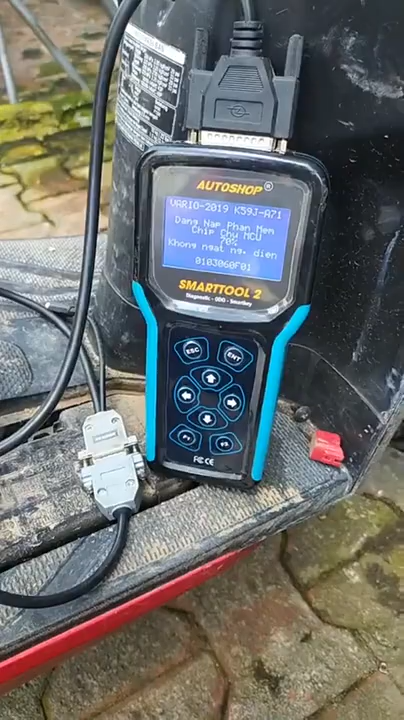 AUTOSHOP®
VARIO-2019 K59J-A71
Dang Nap Phan Mem
Chip Chu MCU
70%
Khong ngat ng. dien
0103060F01
SMARTTOOL 2
Diagnostic - ODO - Smartkey
ESC
ENT
F1
F2
FC CE